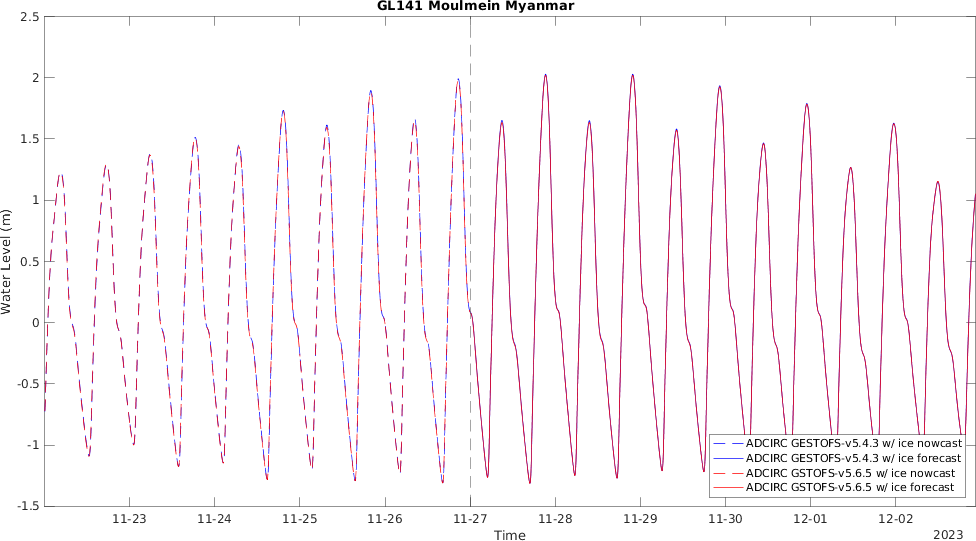 GL141 Moulmein Myanmar
2.5
2
1.5
1
0.5
0
-0.5
-1
-1.5
Water Level (m)
11-23
11-24
11-25
11-26
11-27
11-28
11-29
11-30
12-01
12-02
Time
2023
ADCIRC GESTOFS-v5.4.3 w/ ice nowcast
ADCIRC GESTOFS-v5.4.3 w/ ice forecast
ADCIRC GSTOFS-v5.6.5 w/ ice nowcast
ADCIRC GSTOFS-v5.6.5 w/ ice forecast